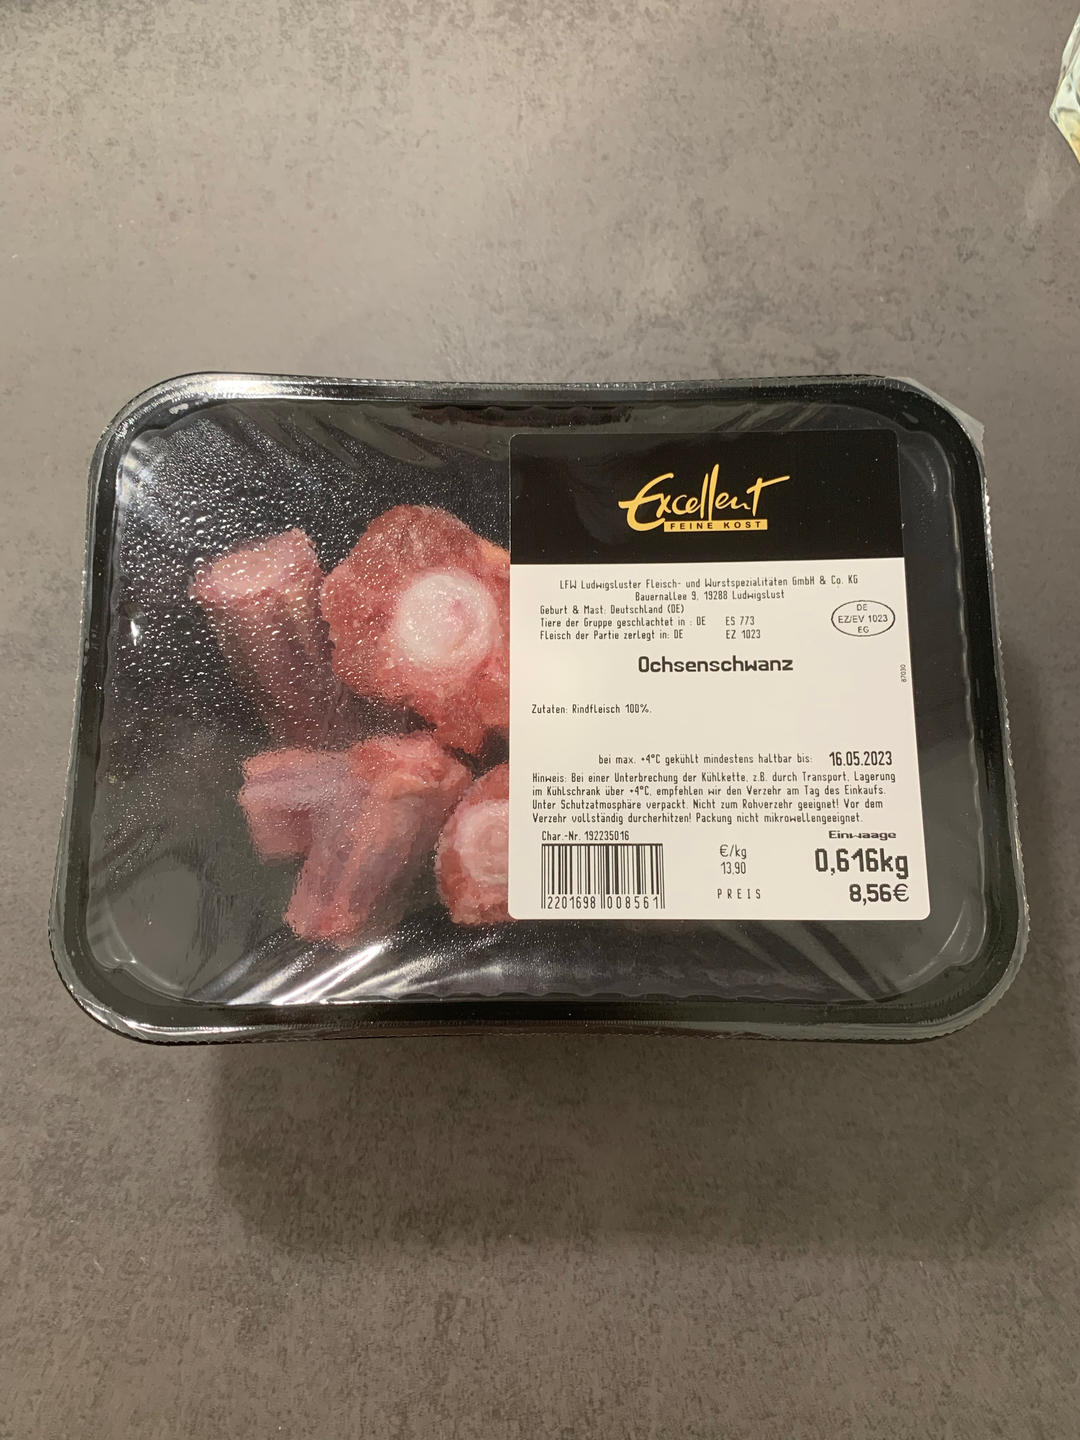 Excellent
FEINE KOST
LFW Ludwigsluster Fleisch- und Wurstspezialitäten GmbH & Co. KG
Bauernallee 9, 19288 Ludwigslust
Geburt & Mast: Deutschland (DE)
Tiere der Gruppe geschlachtet in : DE ES 773
Fleisch der Partie zerlegt in: DE EZ 1023
DE
EZ/EV 1023
EG
Ochsenschwanz
87030
Zutaten: Rindfleisch 100%.
bei max. +4°C gekühlt mindestens haltbar bis: 16.05.2023
Hinweis: Bei einer Unterbrechung der Kühlkette, z.B. durch Transport, Lagerung
im Kühlschrank über +4°C, empfehlen wir den Verzehr am Tag des Einkaufs.
Unter Schutzatmosphäre verpackt. Nicht zum Rohverzehr geeignet! Vor dem
Verzehr vollständig durcherhitzen! Packung nicht mikrowellengeeignet.
Char.-Nr. 192235016
Einwaage
€/kg
13,90
0,616kg
PREIS
8,56€
2201698 008561